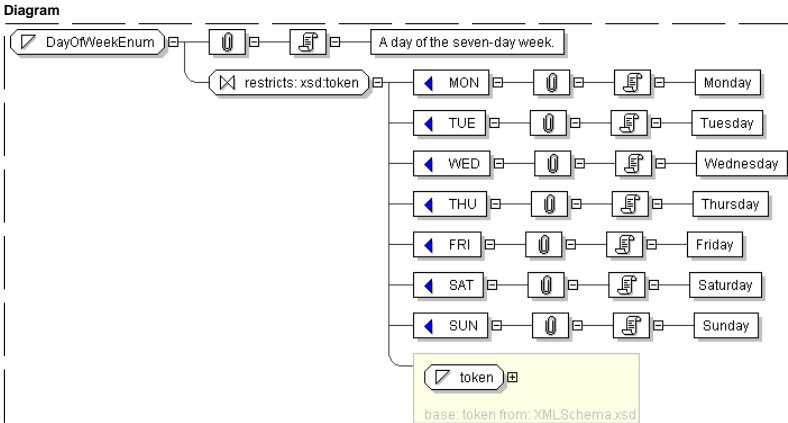 Diagram
DayOfWeekEnum A day of the seven-day week.
restricts: xsd:token MON Monday
TUE Tuesday
WED Wednesday
THU Thursday
FRI Friday
SAT Saturday
SUN Sunday
token
base: token from: XMLSchema.xsd